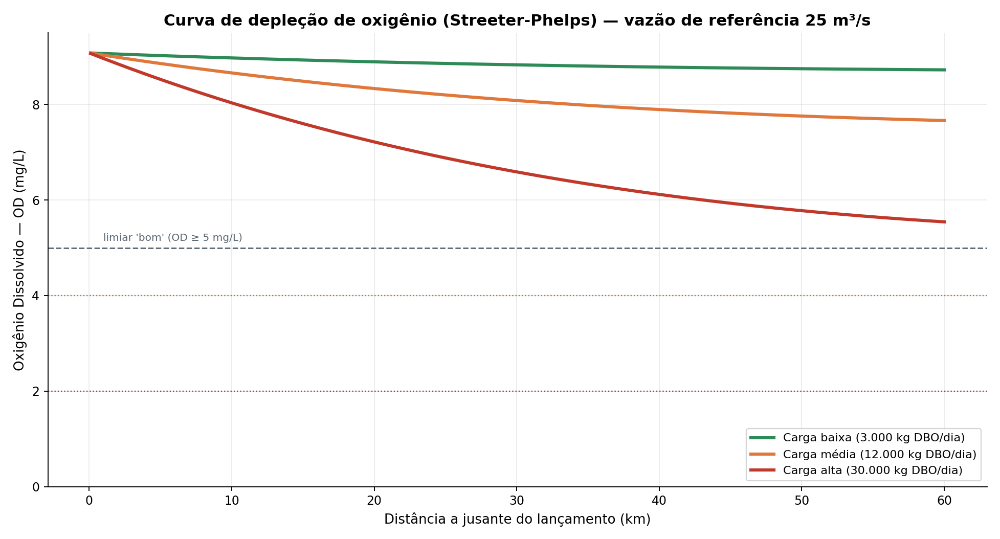 Curva de depleção de oxigênio (Streeter-Phelps) — vazão de referência 25 m³/s
Oxigênio Dissolvido — OD (mg/L)
8
6
4
2
0
limiar 'bom' (OD ≥ 5 mg/L)
Carga baixa (3.000 kg DBO/dia)
Carga média (12.000 kg DBO/dia)
Carga alta (30.000 kg DBO/dia)
0 10 20 30 40 50 60
Distância a jusante do lançamento (km)